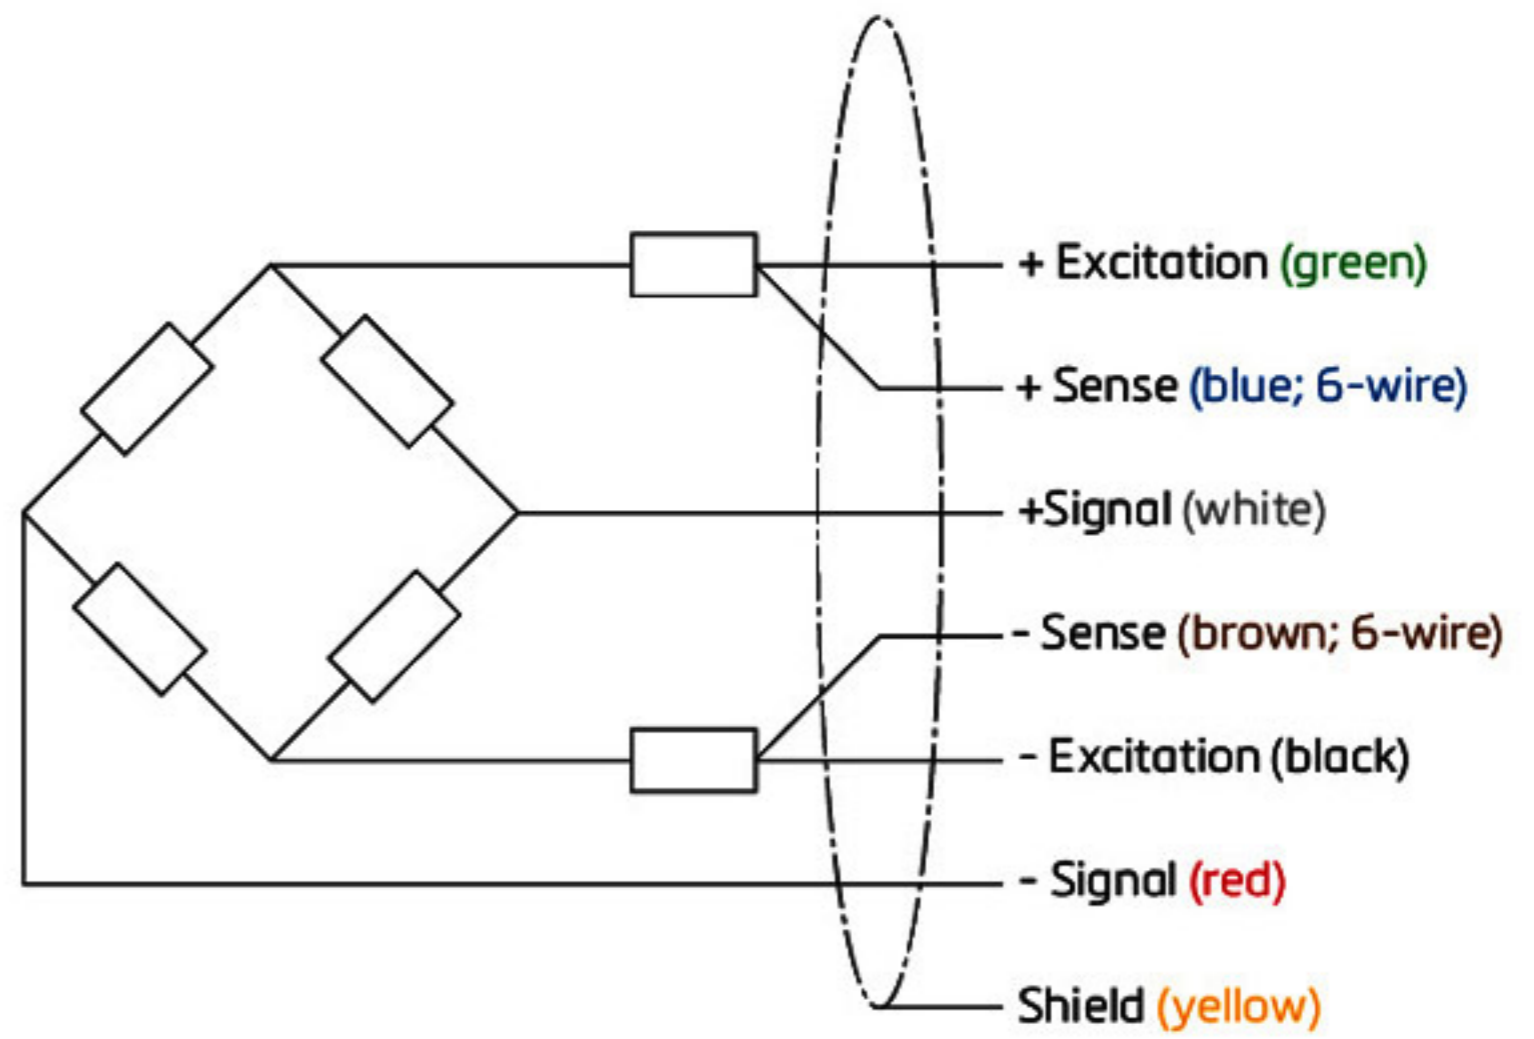 + Excitation (green)
+ Sense (blue; 6-wire)
+Signal (white)
- Sense (brown; 6-wire)
- Excitation (black)
- Signal (red)
Shield (yellow)